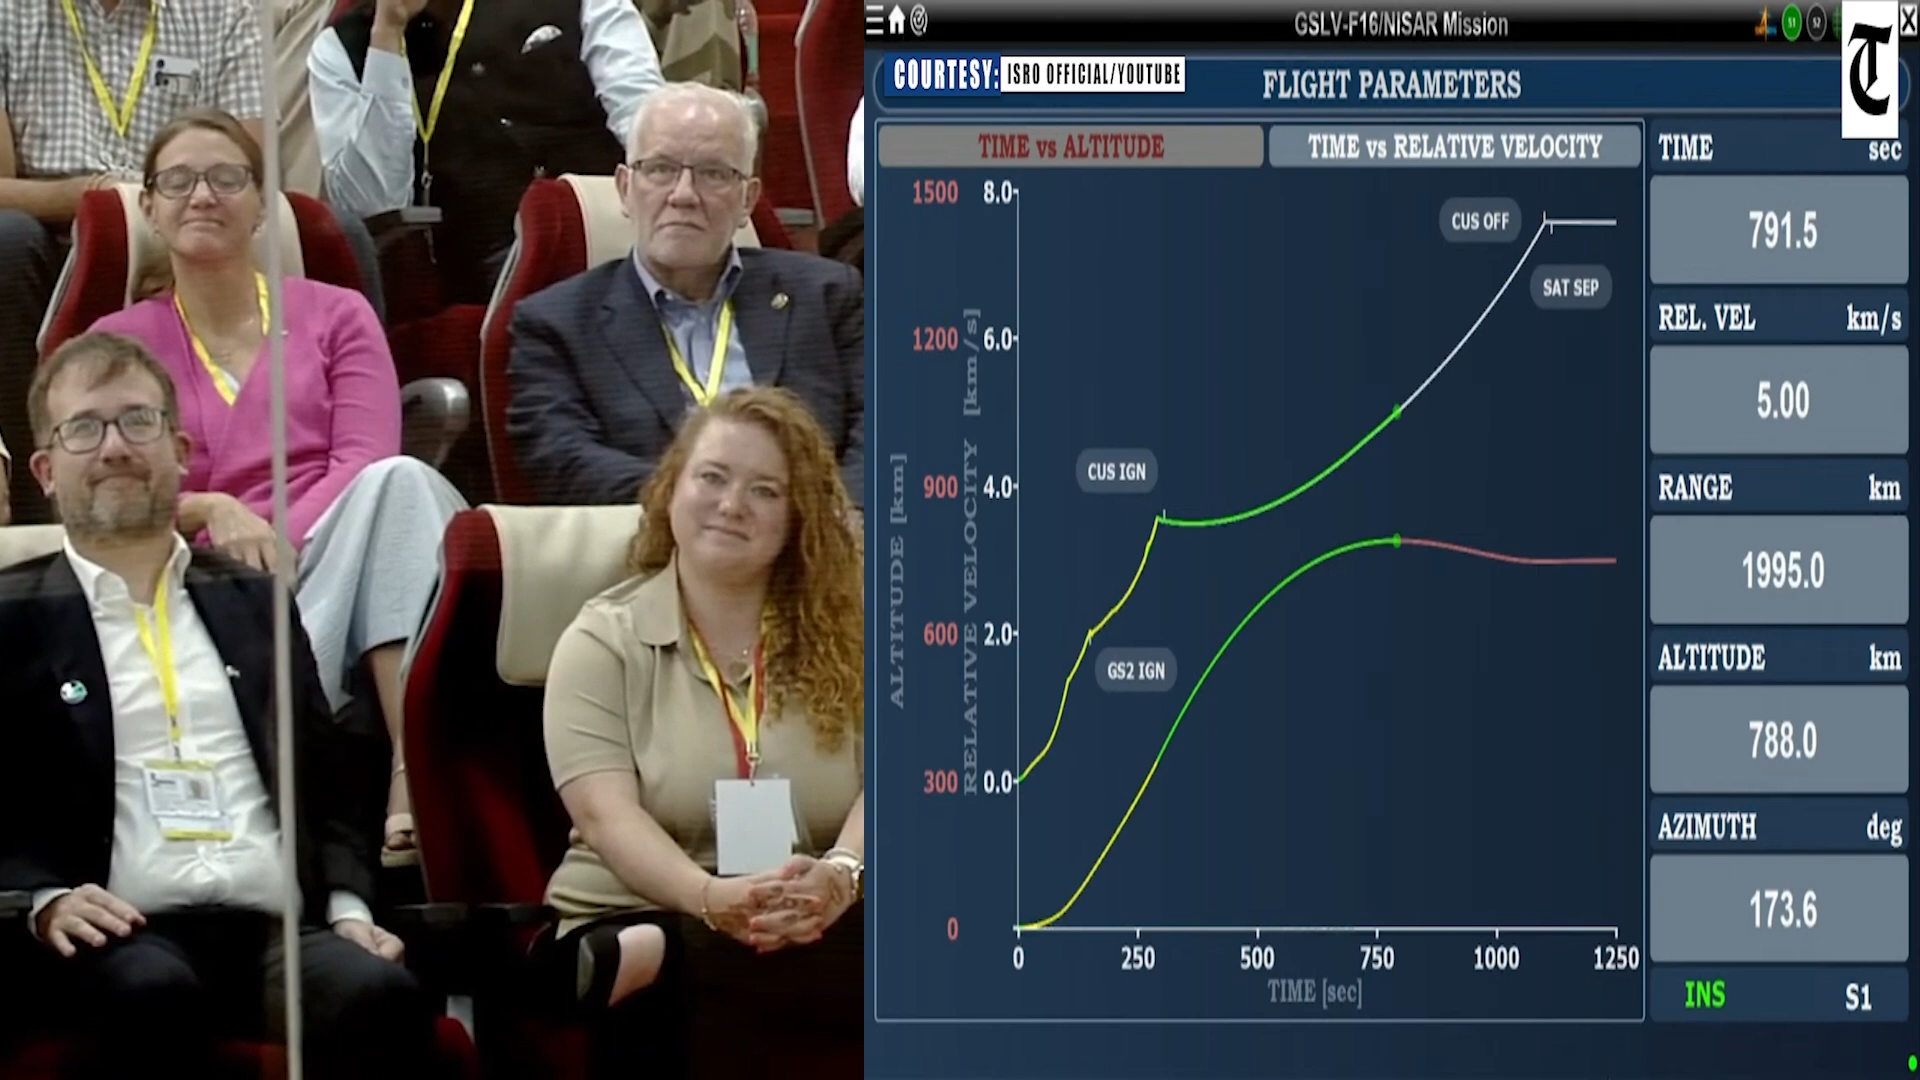 GSLV-F16/NISAR Mission
S1
S2
COURTESY: ISRO OFFICIAL/YOUTUBE
T
FLIGHT PARAMETERS
TIME vs ALTITUDE
TIME vs RELATIVE VELOCITY
TIME sec
791.5
REL. VEL km/s
5.00
RANGE km
1995.0
ALTITUDE km
788.0
AZIMUTH deg
173.6
INS S1
1500 8.0
1200 6.0
900 4.0
600 2.0
300 0.0
0
ALTITUDE [km]
RELATIVE VELOCITY [km/s]
CUS OFF
SAT SEP
CUS IGN
GS2 IGN
0 250 500 750 1000 1250
TIME [sec]